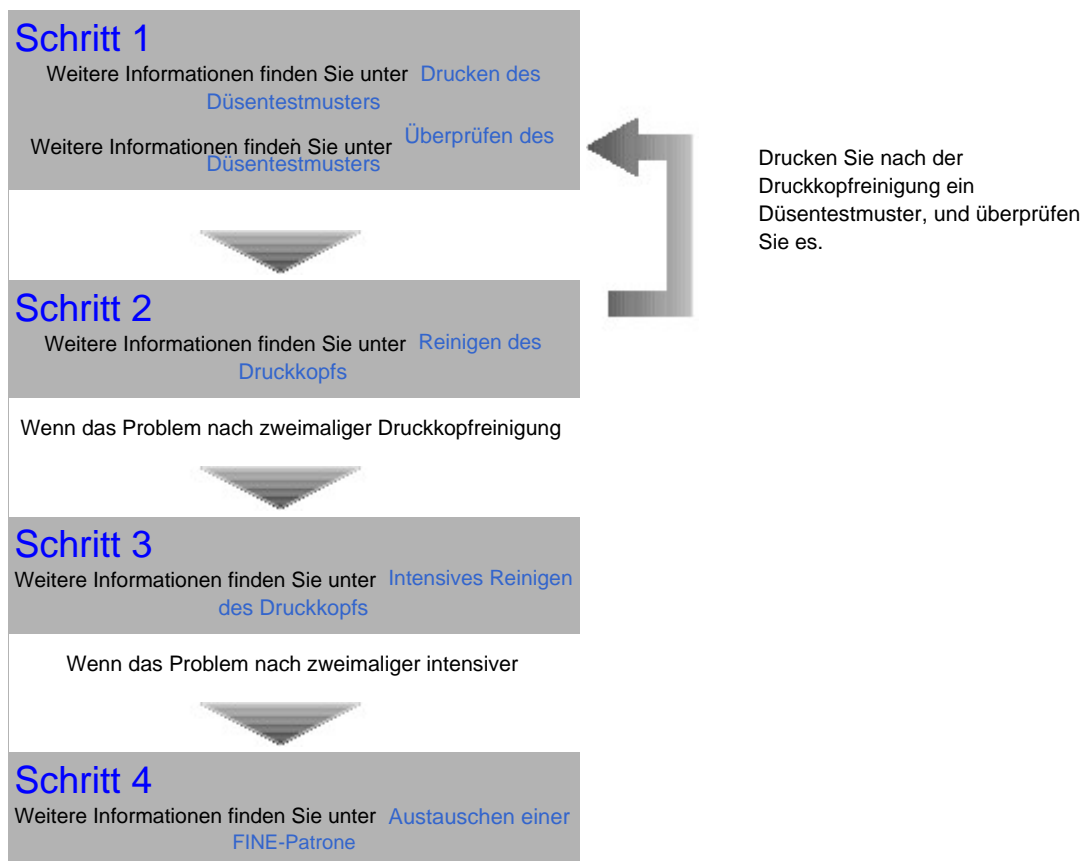 Schritt 1
Weitere Informationen finden Sie unter Drucken des
Düsentestmusters
Weitere Informationen finden Sie unter Überprüfen des
Düsentestmusters
Drucken Sie nach der
Druckkopfreinigung ein
Düsentestmuster, und überprüfen
Sie es.
Schritt 2
Weitere Informationen finden Sie unter Reinigen des
Druckkopfs
Wenn das Problem nach zweimaliger Druckkopfreinigung
Schritt 3
Weitere Informationen finden Sie unter Intensives Reinigen
des Druckkopfs
Wenn das Problem nach zweimaliger intensiver
Schritt 4
Weitere Informationen finden Sie unter Austauschen einer
FINE-Patrone